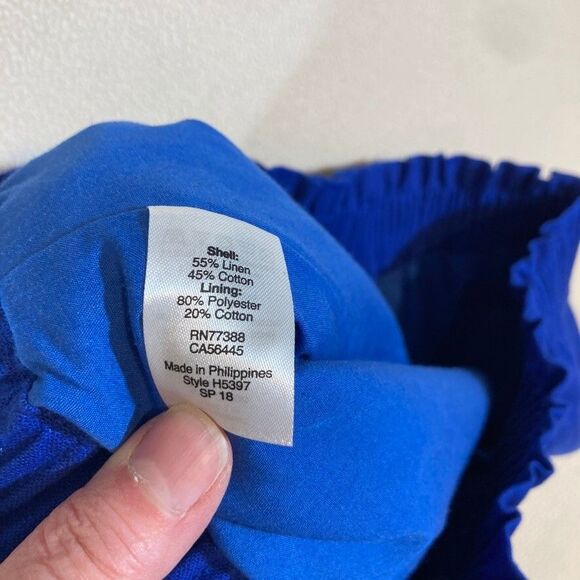 Shell:
55% Linen
45% Cotton
Lining:
80% Polyester
20% Cotton
RN77388
CA56445
Made in Philippines
Style H5397
SP 18